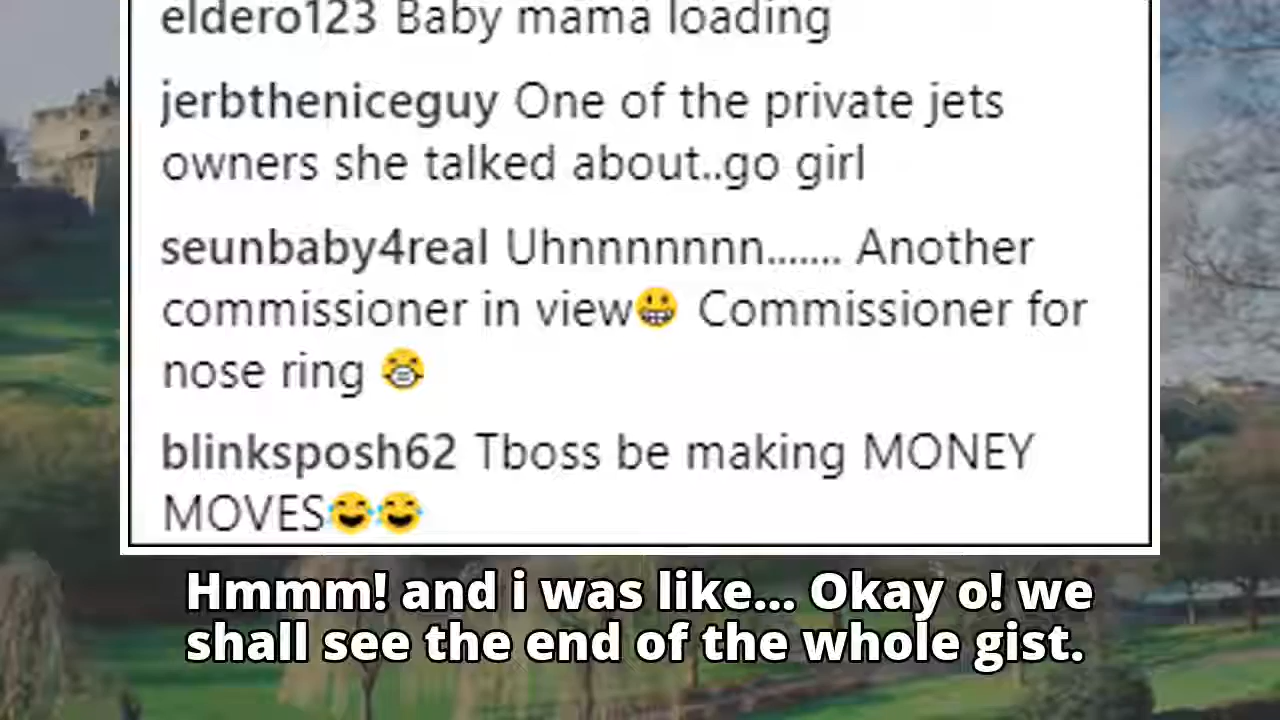 eldero123 Baby mama loading
jerbtheniceguy One of the private jets
owners she talked about..go girl
seunbaby4real Uhnnnnnnn....... Another
commissioner in view😀 Commissioner for
nose ring 😂
blinksposh62 Tboss be making MONEY
MOVES😂😂
Hmmm! and i was like... Okay o! we
shall see the end of the whole gist.